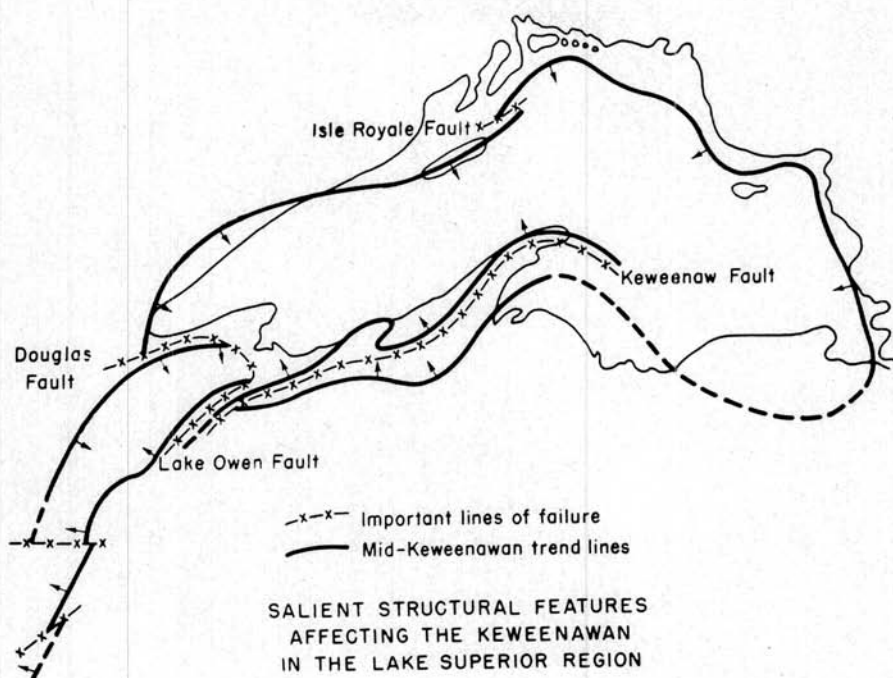 Isle Royale Fault
Keweenaw Fault
Douglas
Fault
Lake Owen Fault
Important lines of failure
Mid-Keweenawan trend lines
SALIENT STRUCTURAL FEATURES
AFFECTING THE KEWEENAWAN
IN THE LAKE SUPERIOR REGION